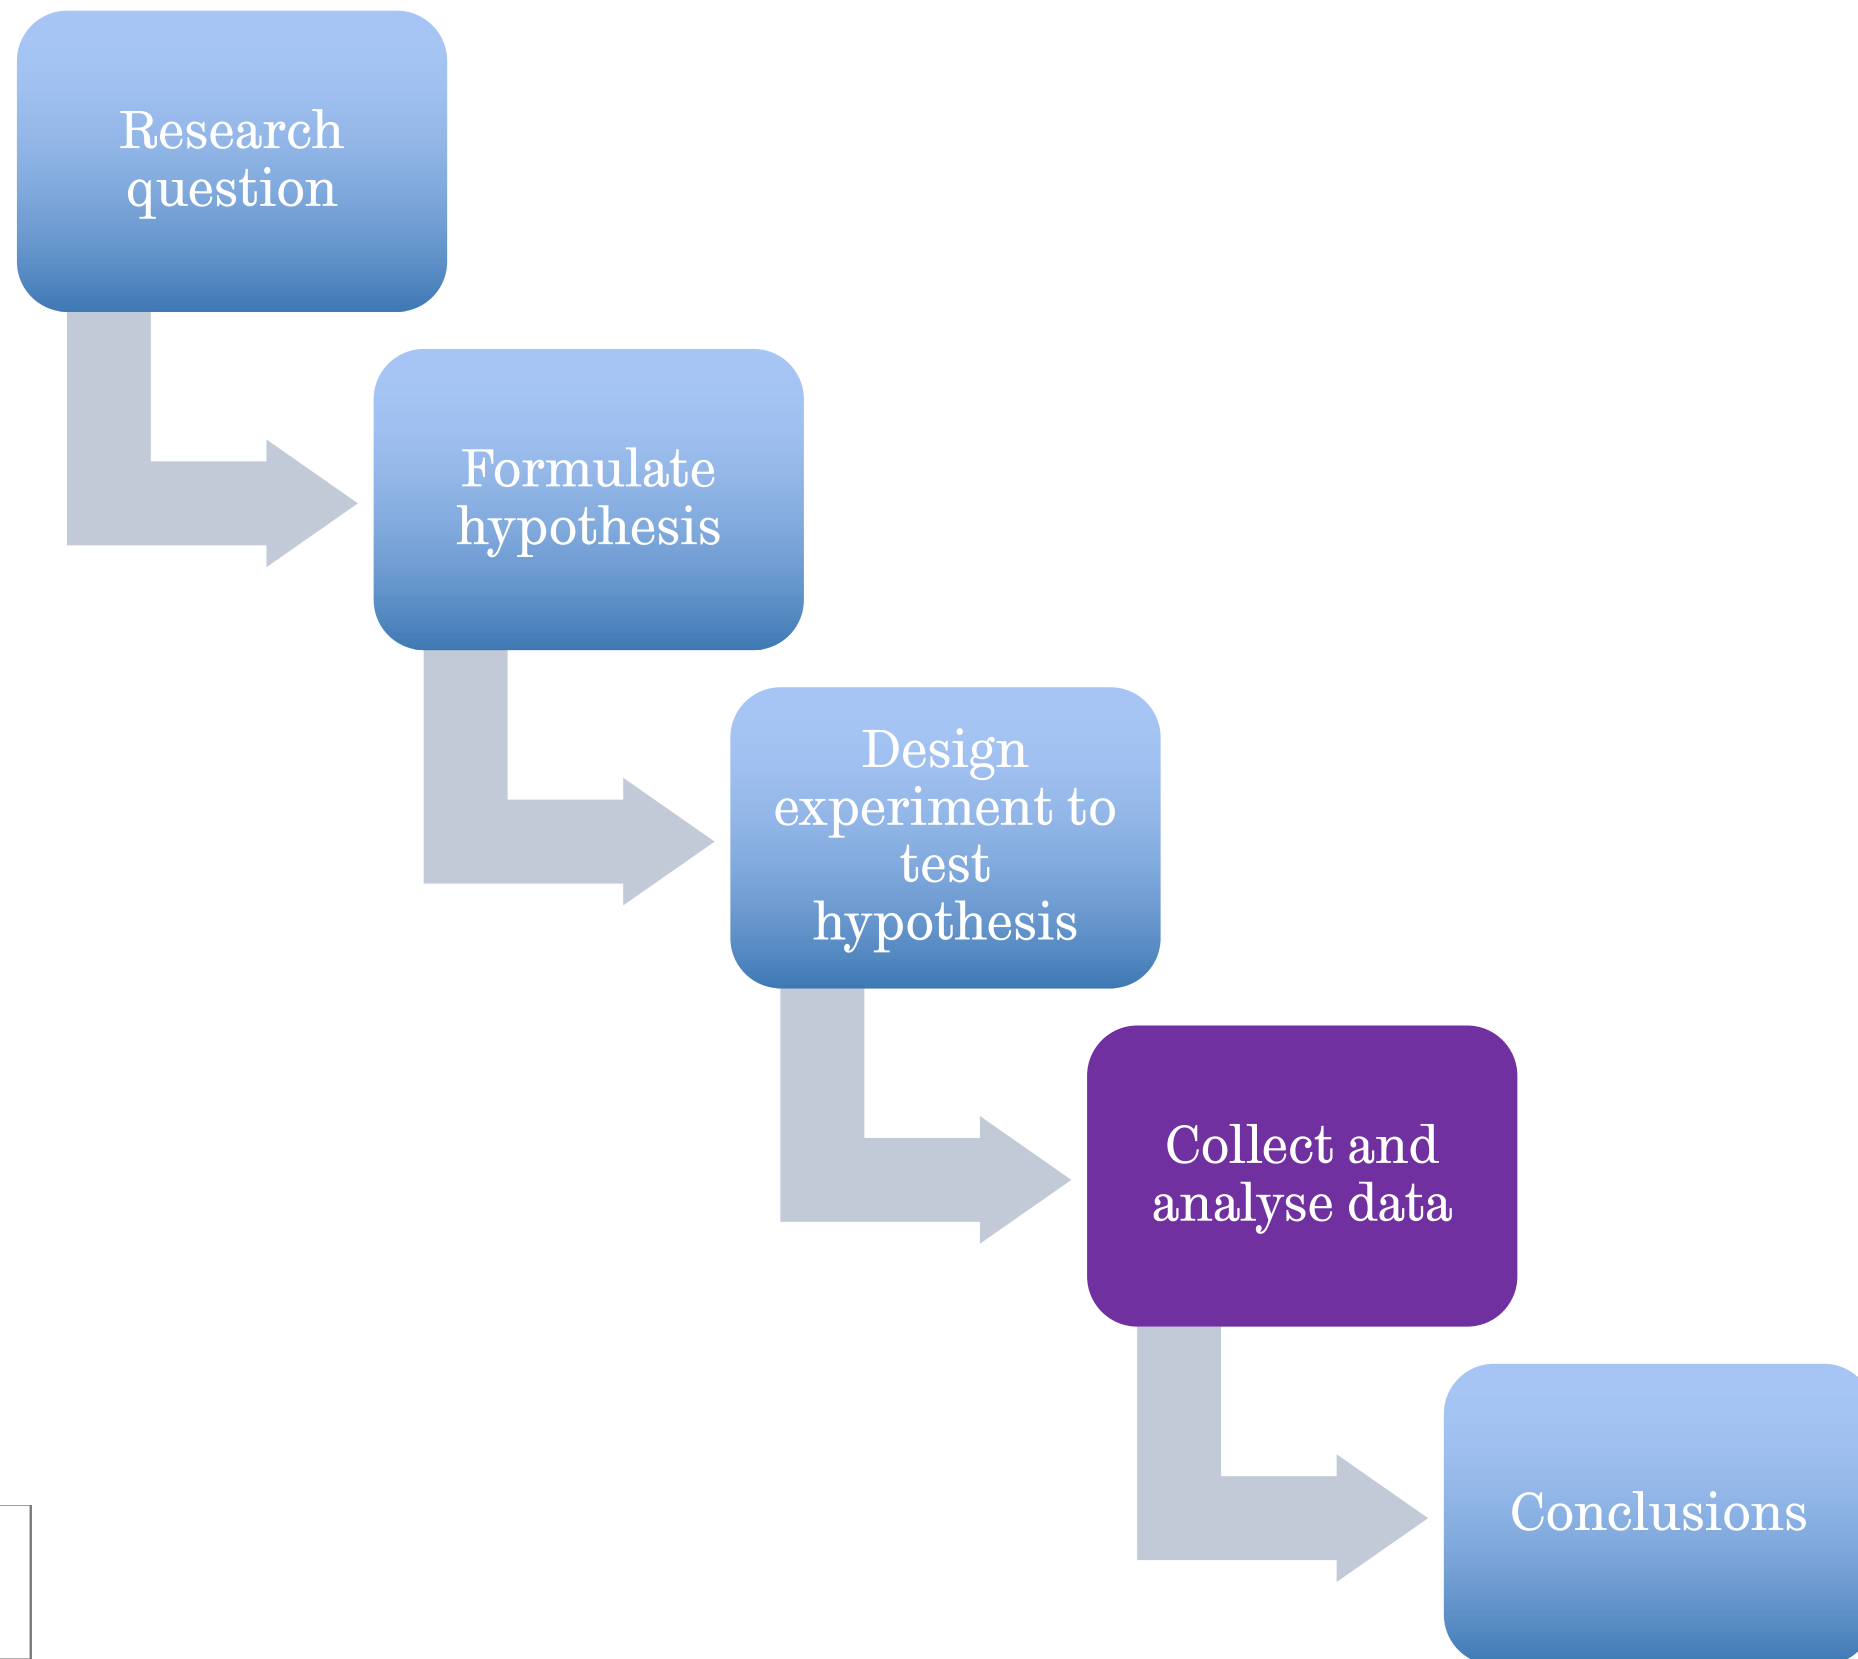 Research
question
Formulate
hypothesis
Design
experiment to
test
hypothesis
Collect and
analyse data
Conclusions